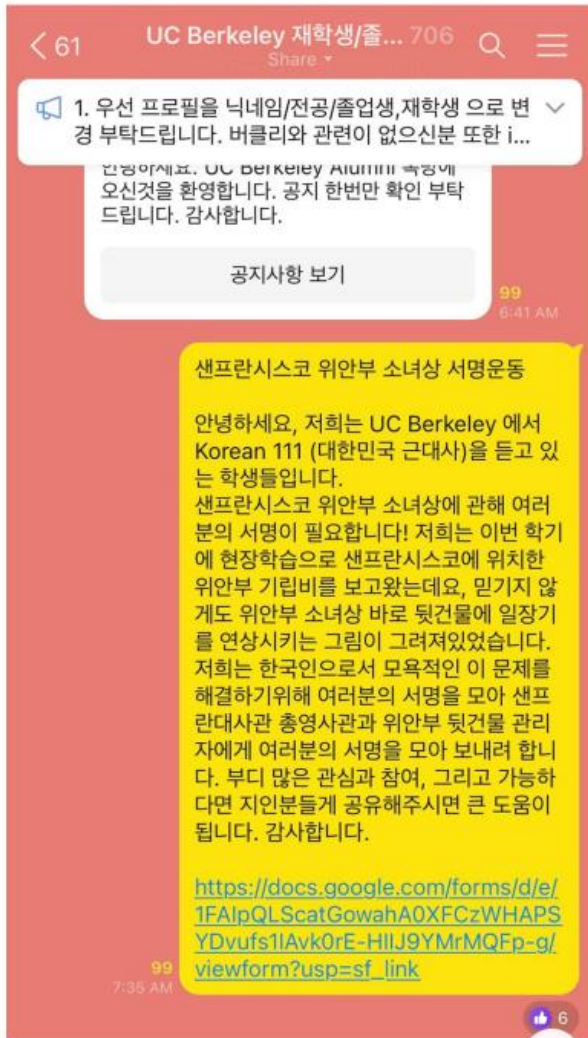 61
UC Berkeley 재학생/졸... 706
Share
1. 우선 프로필을 닉네임/전공/졸업생,재학생 으로 변
경 부탁드립니다. 버클리와 관련이 없으신분 또한 i...
안녕하세요. UC Berkeley Alumni 톡방에
오신것을 환영합니다. 공지 한번만 확인 부탁
드립니다. 감사합니다.
공지사항 보기
99
6:41 AM
샌프란시스코 위안부 소녀상 서명운동
안녕하세요, 저희는 UC Berkeley 에서
Korean 111 (대한민국 근대사)을 듣고 있
는 학생들입니다.
샌프란시스코 위안부 소녀상에 관해 여러
분의 서명이 필요합니다! 저희는 이번 학기
에 현장학습으로 샌프란시스코에 위치한
위안부 기립비를 보고왔는데요, 믿기지 않
게도 위안부 소녀상 바로 뒷건물에 일장기
를 연상시키는 그림이 그려져있었습니다.
저희는 한국인으로서 모욕적인 이 문제를
해결하기위해 여러분의 서명을 모아 샌프
란대사관 총영사관과 위안부 뒷건물 관리
자에게 여러분의 서명을 모아 보내려 합니
다. 부디 많은 관심과 참여, 그리고 가능하
다면 지인분들게 공유해주시면 큰 도움이
됩니다. 감사합니다.
https://docs.google.com/forms/d/e/
1FAIpQLScatGowahA0XFCzWHAPS
YDvufs1lAvk0rE-HIlJ9YMrMQFp-g/
viewform?usp=sf_link
99
7:35 AM
6